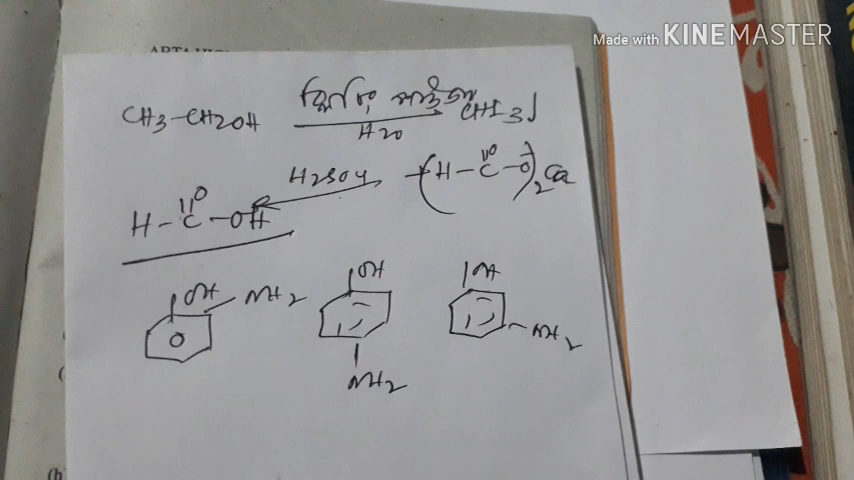 Made with KINEMASTER
CH3-CH2OH ব্লিচিং পাউডার CHI3↓
H2O
H-C-OH H2SO4 (H-C-O)2Ca
O O
OH NH2 OH OH
NH2
NH2